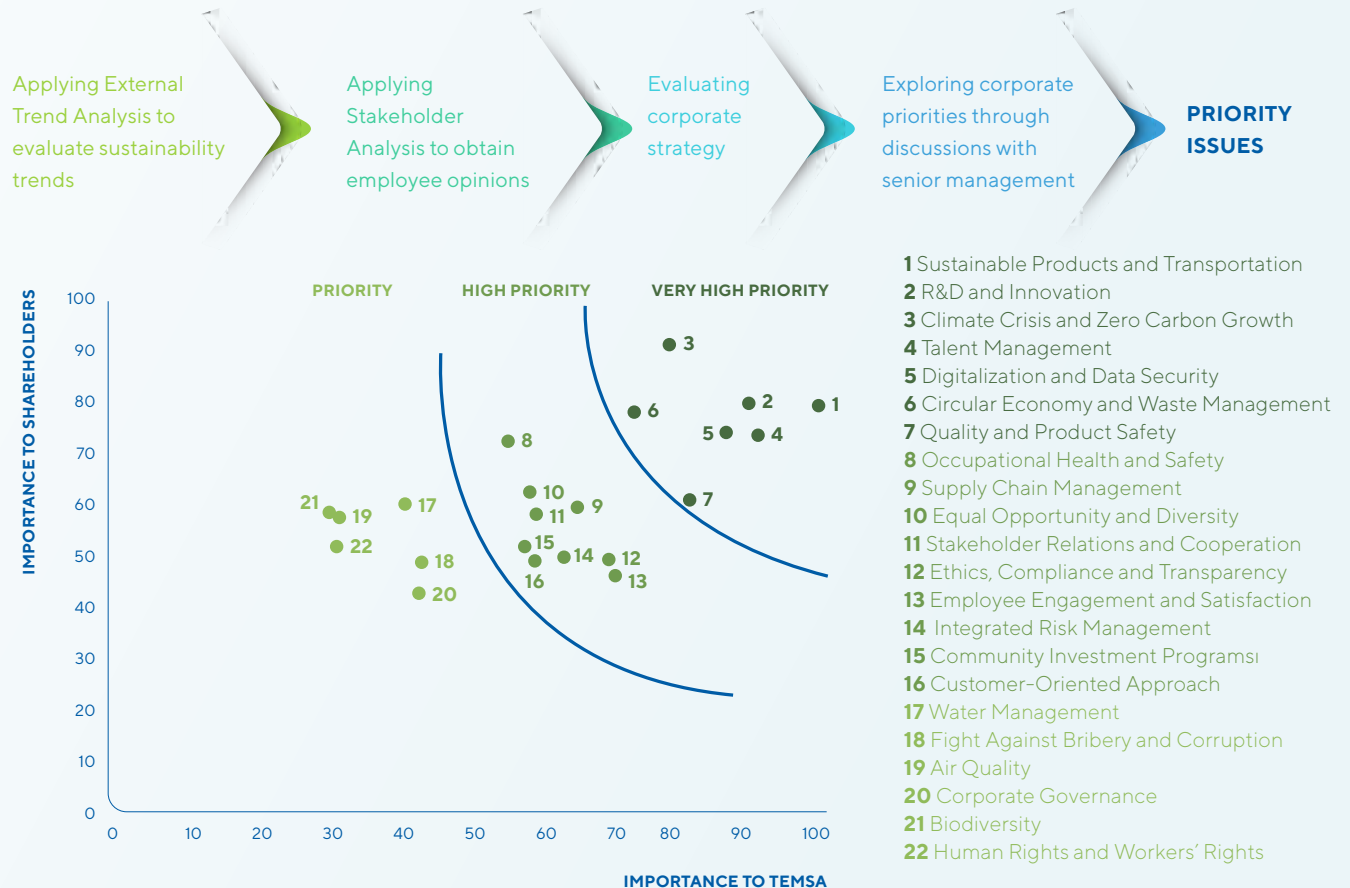 Applying External
Trend Analysis to
evaluate sustainability
trends
Applying
Stakeholder
Analysis to obtain
employee opinions
Evaluating
corporate
strategy
Exploring corporate
priorities through
discussions with
senior management
PRIORITY
ISSUES
IMPORTANCE TO SHAREHOLDERS
100
90
80
70
60
50
40
30
20
10
0
PRIORITY
HIGH PRIORITY
VERY HIGH PRIORITY
3
6
2
1
5
4
8
7
10
9
11
21
19
17
22
18
20
15
14
12
16
13
0 10 20 30 40 50 60 70 80 90 100
IMPORTANCE TO TEMSA
1 Sustainable Products and Transportation
2 R&D and Innovation
3 Climate Crisis and Zero Carbon Growth
4 Talent Management
5 Digitalization and Data Security
6 Circular Economy and Waste Management
7 Quality and Product Safety
8 Occupational Health and Safety
9 Supply Chain Management
10 Equal Opportunity and Diversity
11 Stakeholder Relations and Cooperation
12 Ethics, Compliance and Transparency
13 Employee Engagement and Satisfaction
14 Integrated Risk Management
15 Community Investment Programsı
16 Customer-Oriented Approach
17 Water Management
18 Fight Against Bribery and Corruption
19 Air Quality
20 Corporate Governance
21 Biodiversity
22 Human Rights and Workers' Rights